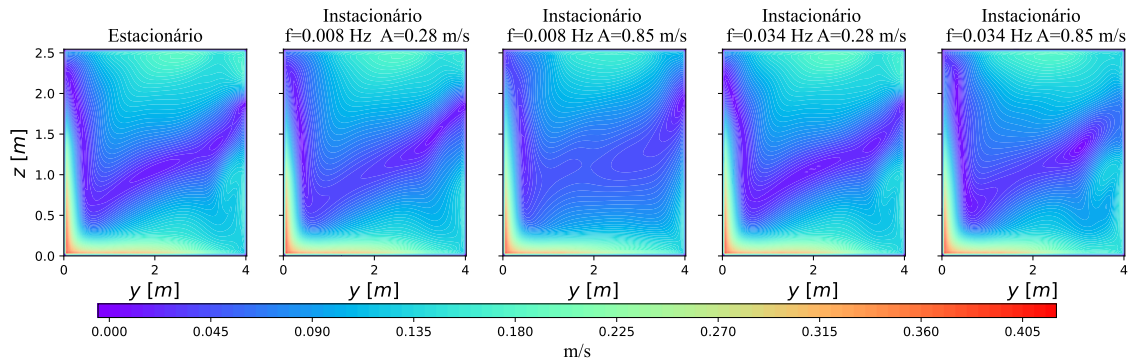 Estacionário
Instacionário
f=0.008 Hz  A=0.28 m/s
Instacionário
f=0.008 Hz A=0.85 m/s
Instacionário
f=0.034 Hz A=0.28 m/s
Instacionário
f=0.034 Hz A=0.85 m/s
2.5
2.0
1.5
1.0
0.5
0.0
z [m]
0 2 4
0 2 4
0 2 4
0 2 4
0 2 4
y [m]
y [m]
y [m]
y [m]
y [m]
0.000 0.045 0.090 0.135 0.180 0.225 0.270 0.315 0.360 0.405
m/s